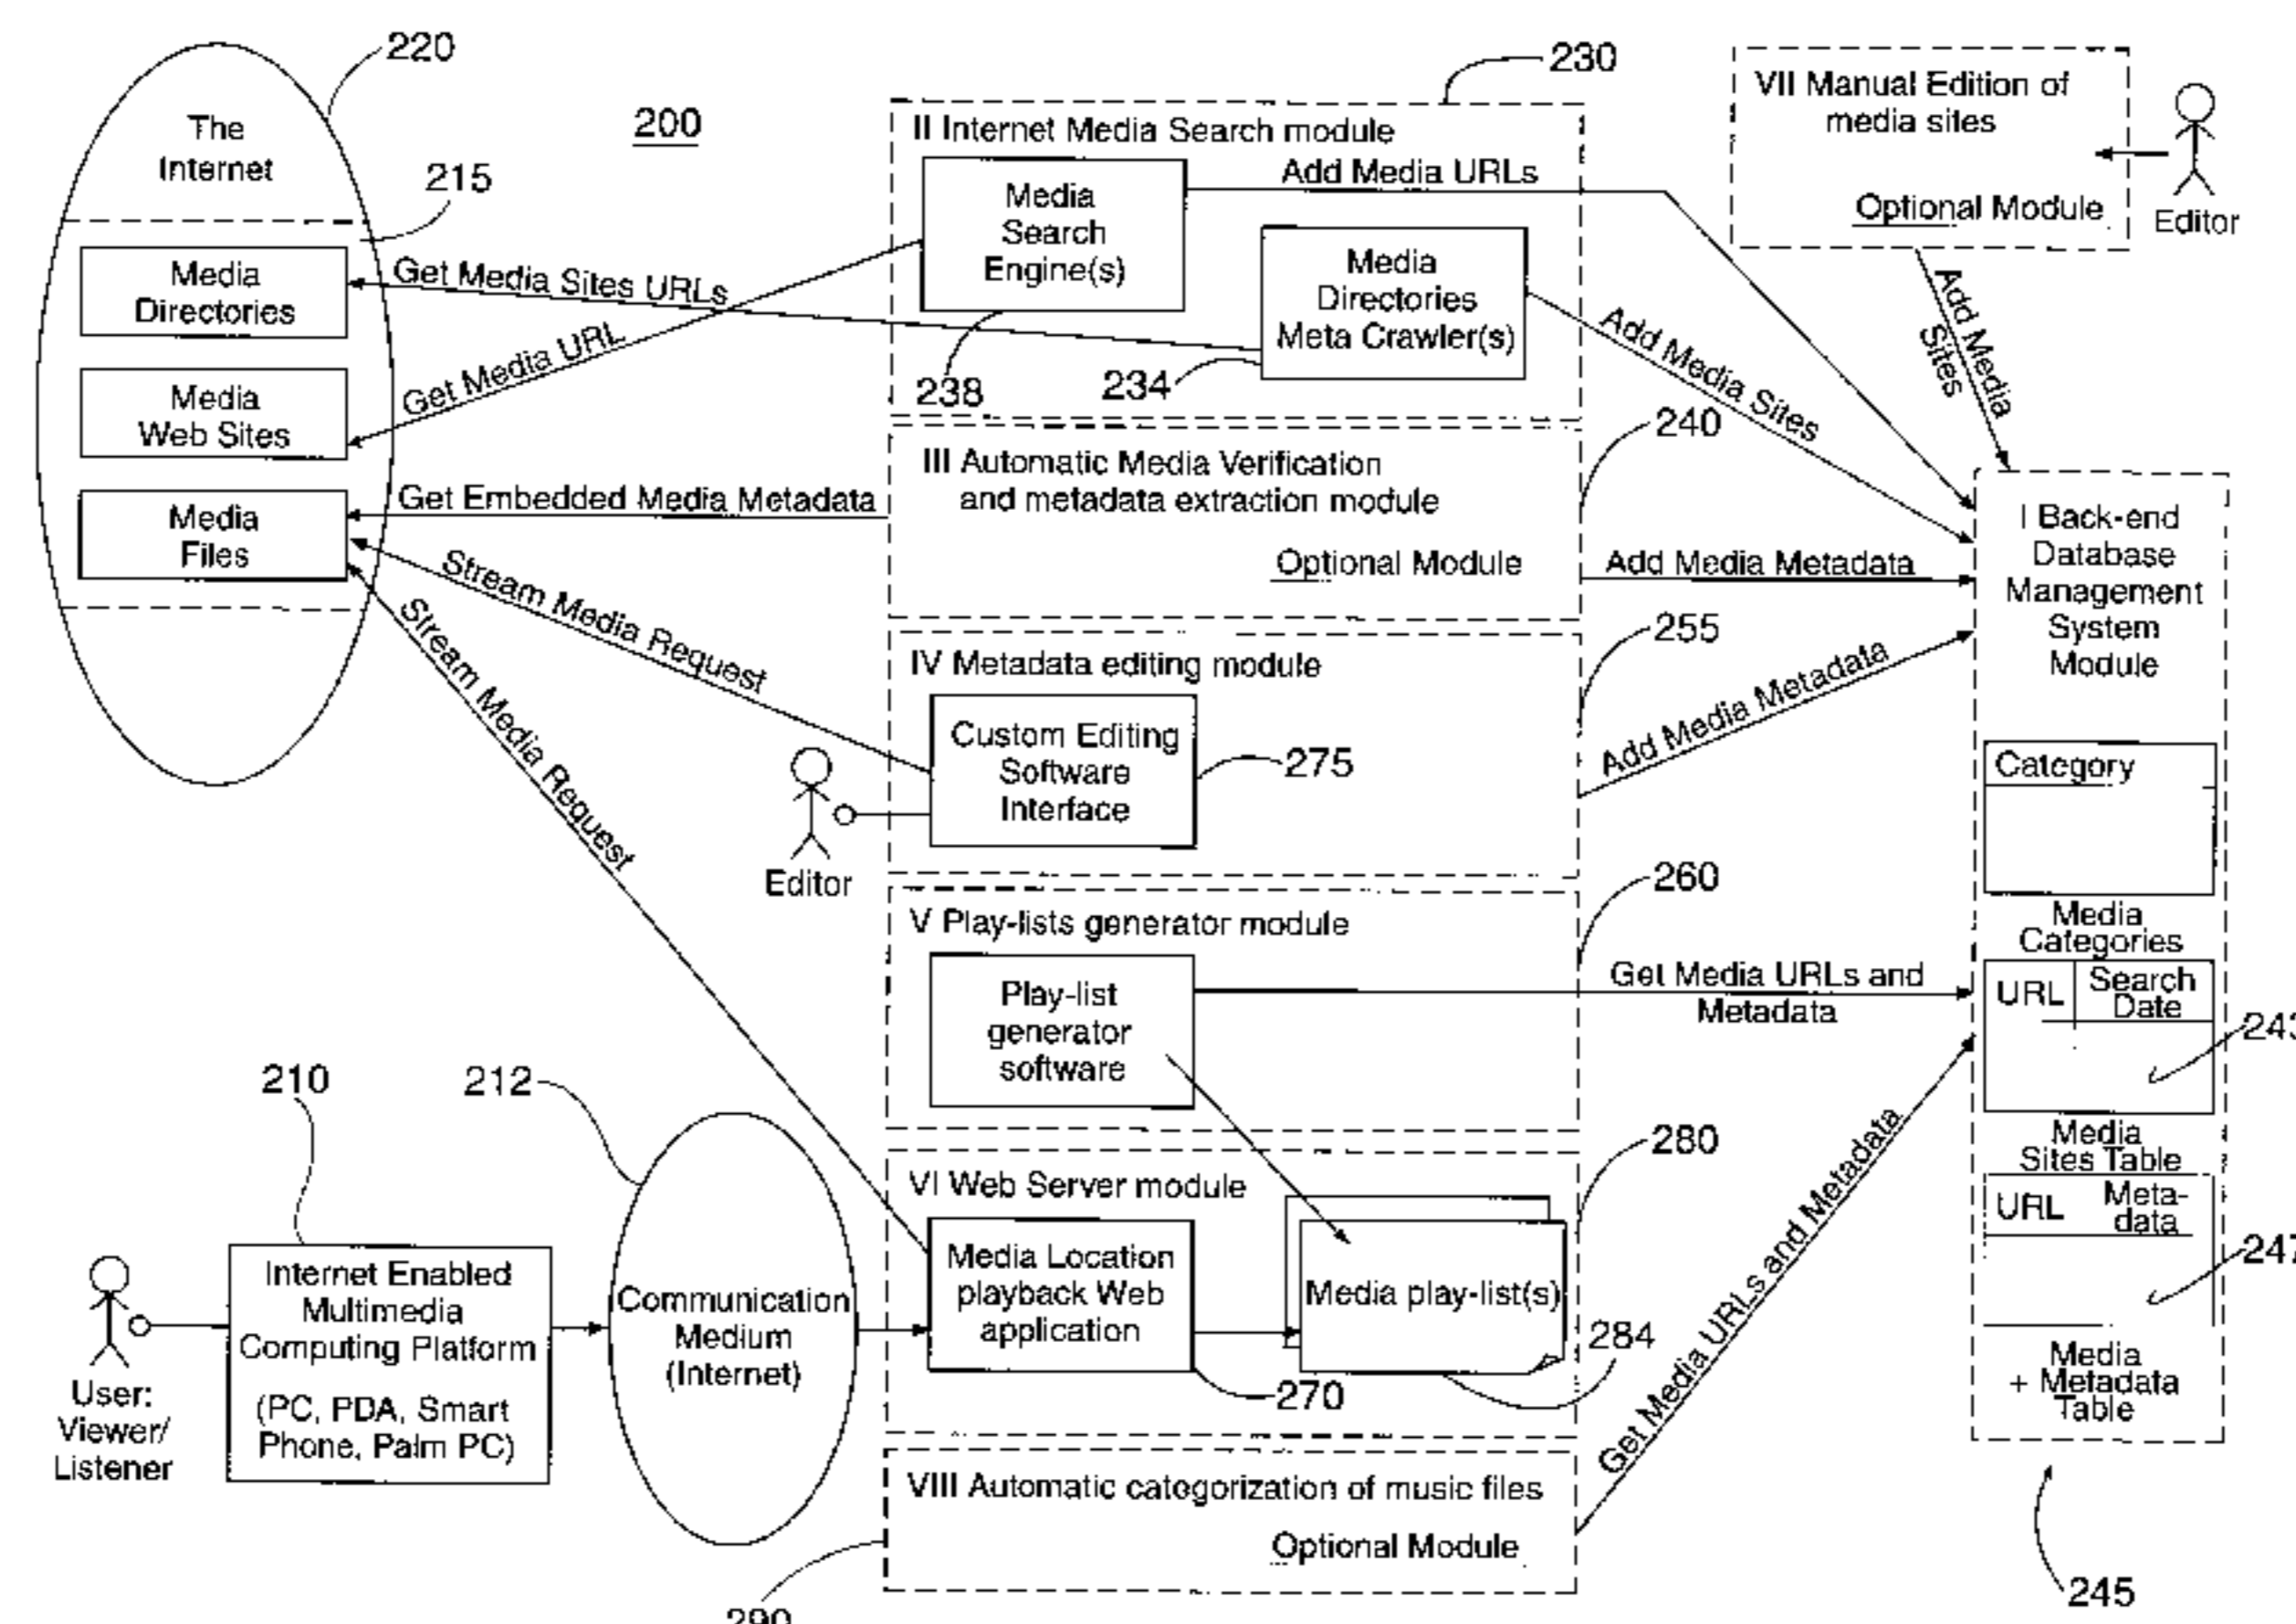 220
The
Internet
215
Media
Directories
Media
Web Sites
Media
Files
200
Get Media Sites URLs
Get Media URL
Get Embedded Media Metadata
Stream Media Request
Stream Media Request
230
II Internet Media Search module
Media
Search
Engine(s)
238
Add Media URLs
Media
Directories
Meta Crawler(s)
234
Add Media Sites
VII Manual Edition of
media sites
Optional Module
Editor
Add Media
Sites
240
III Automatic Media Verification
and metadata extraction module
Optional Module
Add Media Metadata
255
IV Metadata editing module
Custom Editing
Software
Interface
275
Editor
Add Media Metadata
260
V Play-lists generator module
Play-list
generator
software
Get Media URLs and
Metadata
280
VI Web Server module
Media Location
playback Web
application
270
Media play-list(s)
284
Get Media URLs and Metadata
VIII Automatic categorization of music files
Optional Module
290
210
Internet Enabled
Multimedia
Computing Platform
(PC, PDA, Smart
Phone, Palm PC)
User:
Viewer/
Listener
212
Communication
Medium
(Internet)
I Back-end
Database
Management
System
Module
Category
Media
Categories
URL
Search
Date
243
Media
Sites Table
URL
Meta-
data
247
Media
+ Metadata
Table
245